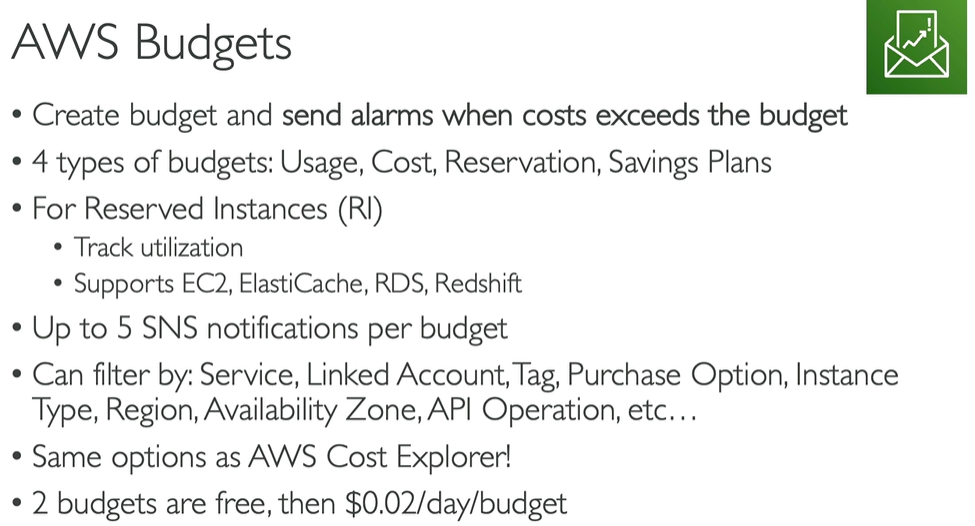 AWS Budgets
• Create budget and send alarms when costs exceeds the budget
• 4 types of budgets: Usage, Cost, Reservation, Savings Plans
• For Reserved Instances (RI)
• Track utilization
• Supports EC2, ElastiCache, RDS, Redshift
• Up to 5 SNS notifications per budget
• Can filter by: Service, Linked Account, Tag, Purchase Option, Instance
Type, Region, Availability Zone, API Operation, etc…
• Same options as AWS Cost Explorer!
• 2 budgets are free, then $0.02/day/budget